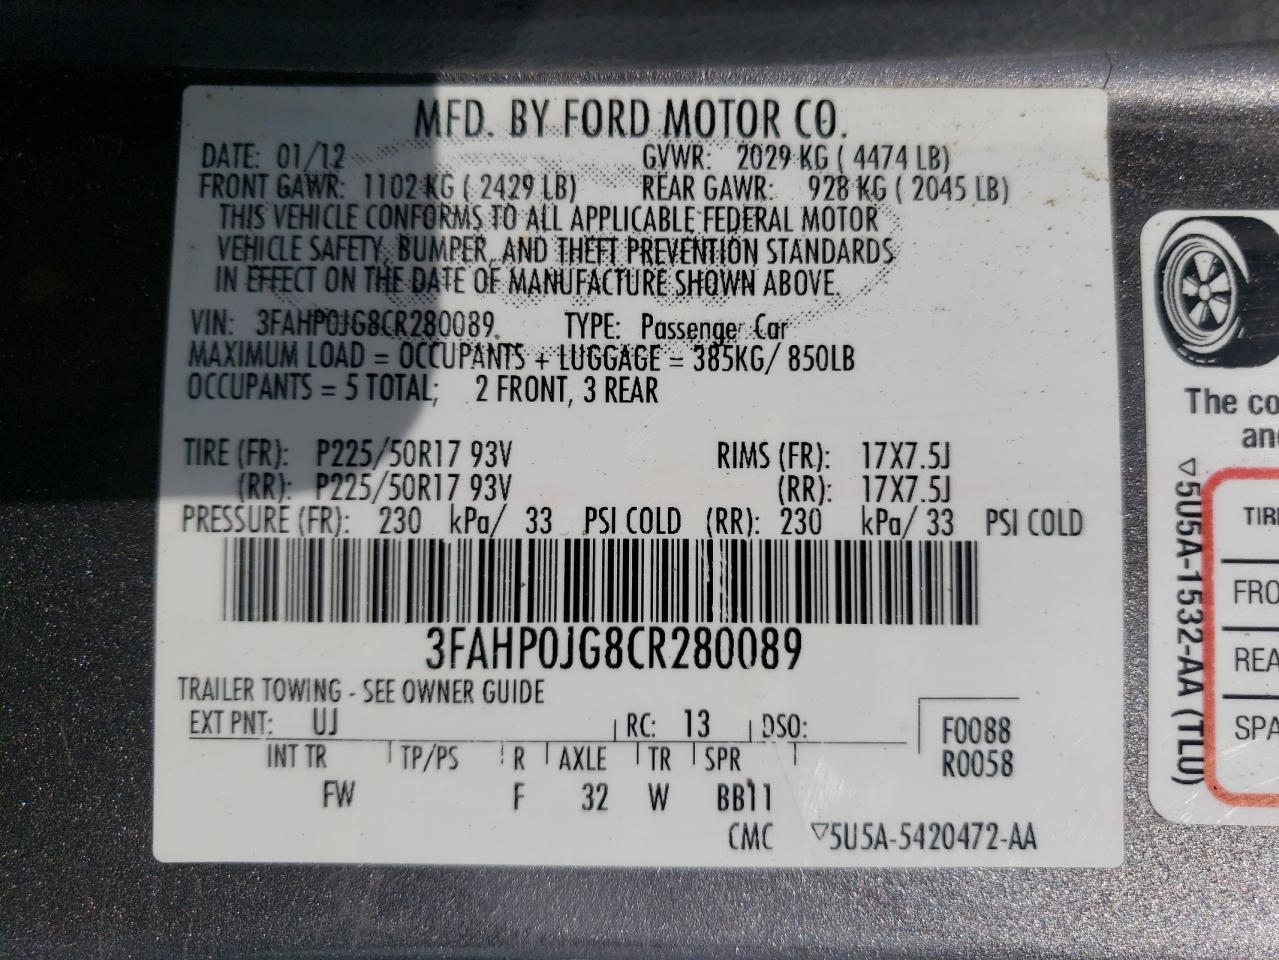 MFD. BY FORD MOTOR CO.
DATE: 01/12 GVWR: 2029 KG ( 4474 LB)
FRONT GAWR: 1102 KG ( 2429 LB) REAR GAWR: 928 KG ( 2045 LB)
THIS VEHICLE CONFORMS TO ALL APPLICABLE FEDERAL MOTOR
VEHICLE SAFETY, BUMPER, AND THEFT PREVENTION STANDARDS
IN EFFECT ON THE DATE OF MANUFACTURE SHOWN ABOVE.
VIN: 3FAHP0JG8CR280089 TYPE: Passenger Car
MAXIMUM LOAD = OCCUPANTS + LUGGAGE = 385KG/ 850LB
OCCUPANTS = 5 TOTAL; 2 FRONT, 3 REAR
TIRE (FR): P225/50R17 93V RIMS (FR): 17X7.5J
(RR): P225/50R17 93V (RR): 17X7.5J
PRESSURE (FR): 230 kPa/ 33 PSI COLD (RR): 230 kPa/ 33 PSI COLD
3FAHP0JG8CR280089
TRAILER TOWING - SEE OWNER GUIDE
EXT PNT: UJ RC: 13 DSO: F0088
INT TR TP/PS R AXLE TR SPR R0058
FW F 32 W BB11
CMC ▽5U5A-5420472-AA
The co
and
▽5U5A-1532-AA (TLU)
TIR
FRO
REA
SPA